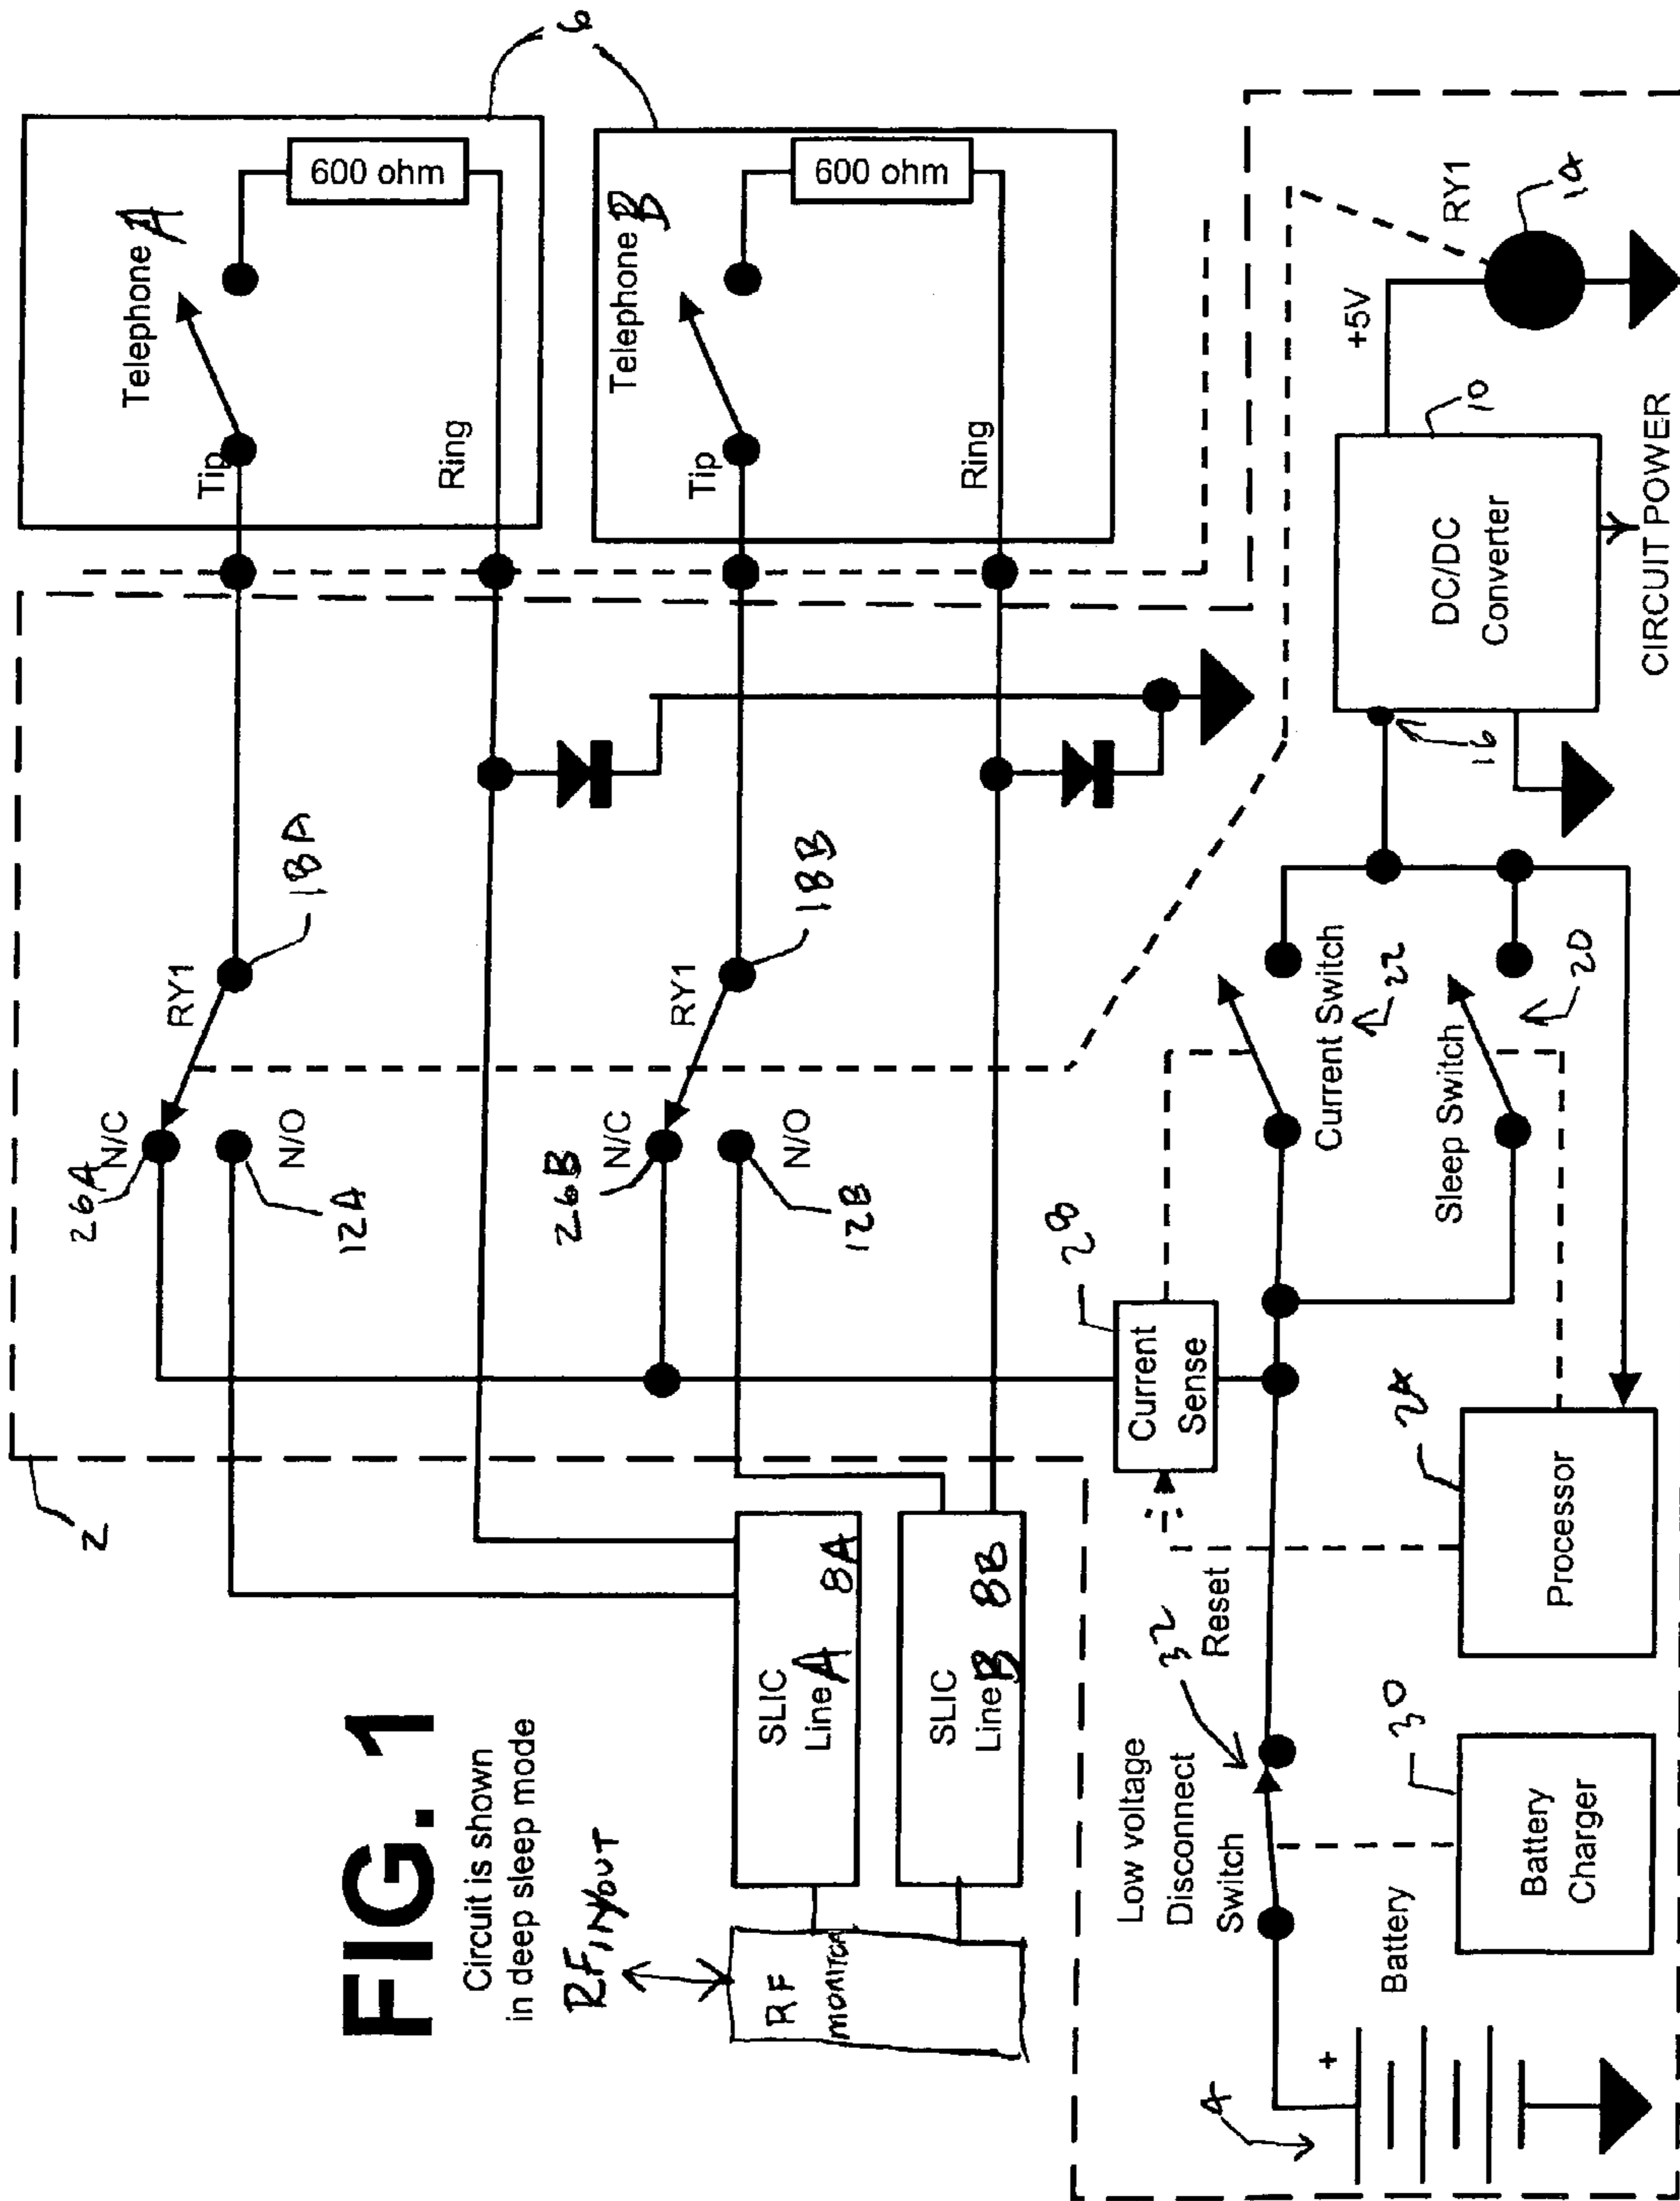 FIG. 1
Circuit is shown
in deep sleep mode
2
6
Telephone A
Tip
Ring
600 ohm
Telephone B
Tip
Ring
600 ohm
26A
N/C
RY1
18A
N/O
12A
26B
N/C
RY1
18B
N/O
12B
RF IN/OUT
RF
MONITOR
SLIC
Line A 8A
SLIC
Line B 8B
Current
Sense
28
Reset
Low voltage
Disconnect
Switch
32
Current Switch
22
Sleep Switch
20
Processor
24
Battery
Charger
30
Battery
+
4
DC/DC
Converter
10
16
+5V
RY1
14
CIRCUIT POWER